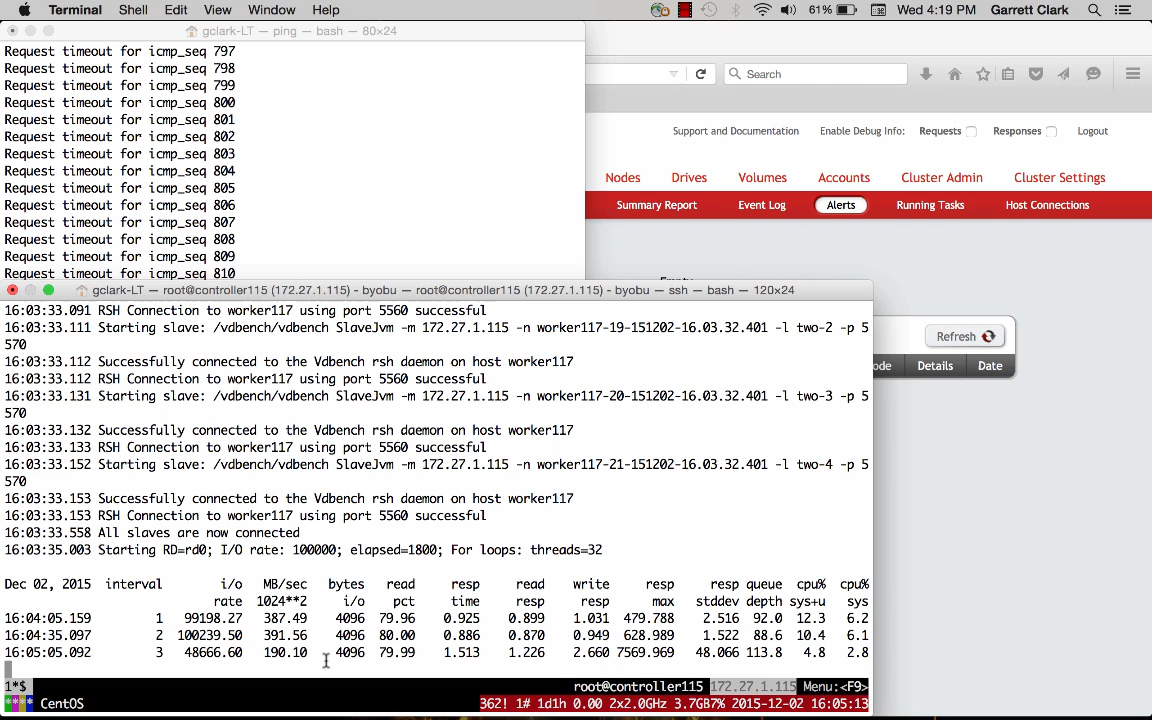 Terminal Shell Edit View Window Help 61% Wed 4:19 PM Garrett Clark
gclark-LT — ping — bash — 80×24
Request timeout for icmp_seq 797
Request timeout for icmp_seq 798
Request timeout for icmp_seq 799
Request timeout for icmp_seq 800
Request timeout for icmp_seq 801
Request timeout for icmp_seq 802
Request timeout for icmp_seq 803
Request timeout for icmp_seq 804
Request timeout for icmp_seq 805
Request timeout for icmp_seq 806
Request timeout for icmp_seq 807
Request timeout for icmp_seq 808
Request timeout for icmp_seq 809
Request timeout for icmp_seq 810
Search
Support and Documentation Enable Debug Info: Requests Responses Logout
Nodes Drives Volumes Accounts Cluster Admin Cluster Settings
Summary Report Event Log Alerts Running Tasks Host Connections
Refresh
ode Details Date
gclark-LT — root@controller115 (172.27.1.115) - byobu — root@controller115 (172.27.1.115) - byobu — ssh — bash — 120×24
16:03:33.091 RSH Connection to worker117 using port 5560 successful
16:03:33.111 Starting slave: /vdbench/vdbench SlaveJvm -m 172.27.1.115 -n worker117-19-151202-16.03.32.401 -l two-2 -p 5
570
16:03:33.112 Successfully connected to the Vdbench rsh daemon on host worker117
16:03:33.112 RSH Connection to worker117 using port 5560 successful
16:03:33.131 Starting slave: /vdbench/vdbench SlaveJvm -m 172.27.1.115 -n worker117-20-151202-16.03.32.401 -l two-3 -p 5
570
16:03:33.132 Successfully connected to the Vdbench rsh daemon on host worker117
16:03:33.133 RSH Connection to worker117 using port 5560 successful
16:03:33.152 Starting slave: /vdbench/vdbench SlaveJvm -m 172.27.1.115 -n worker117-21-151202-16.03.32.401 -l two-4 -p 5
570
16:03:33.153 Successfully connected to the Vdbench rsh daemon on host worker117
16:03:33.153 RSH Connection to worker117 using port 5560 successful
16:03:33.558 All slaves are now connected
16:03:35.003 Starting RD=rd0; I/O rate: 100000; elapsed=1800; For loops: threads=32
Dec 02, 2015 interval i/o MB/sec bytes read resp read write resp resp queue cpu% cpu%
rate 1024**2 i/o pct time resp resp max stddev depth sys+u sys
16:04:05.159 1 99198.27 387.49 4096 79.96 0.925 0.899 1.031 479.788 2.516 92.0 12.3 6.2
16:04:35.097 2 100239.50 391.56 4096 80.00 0.886 0.870 0.949 628.989 1.522 88.6 10.4 6.1
16:05:05.092 3 48666.60 190.10 4096 79.99 1.513 1.226 2.660 7569.969 48.066 113.8 4.8 2.8
1*$ root@controller115 172.27.1.115 Menu:<F9>
CentOS 362! 1# 1d1h 0.00 2x2.0GHz 3.7GB7% 2015-12-02 16:05:13